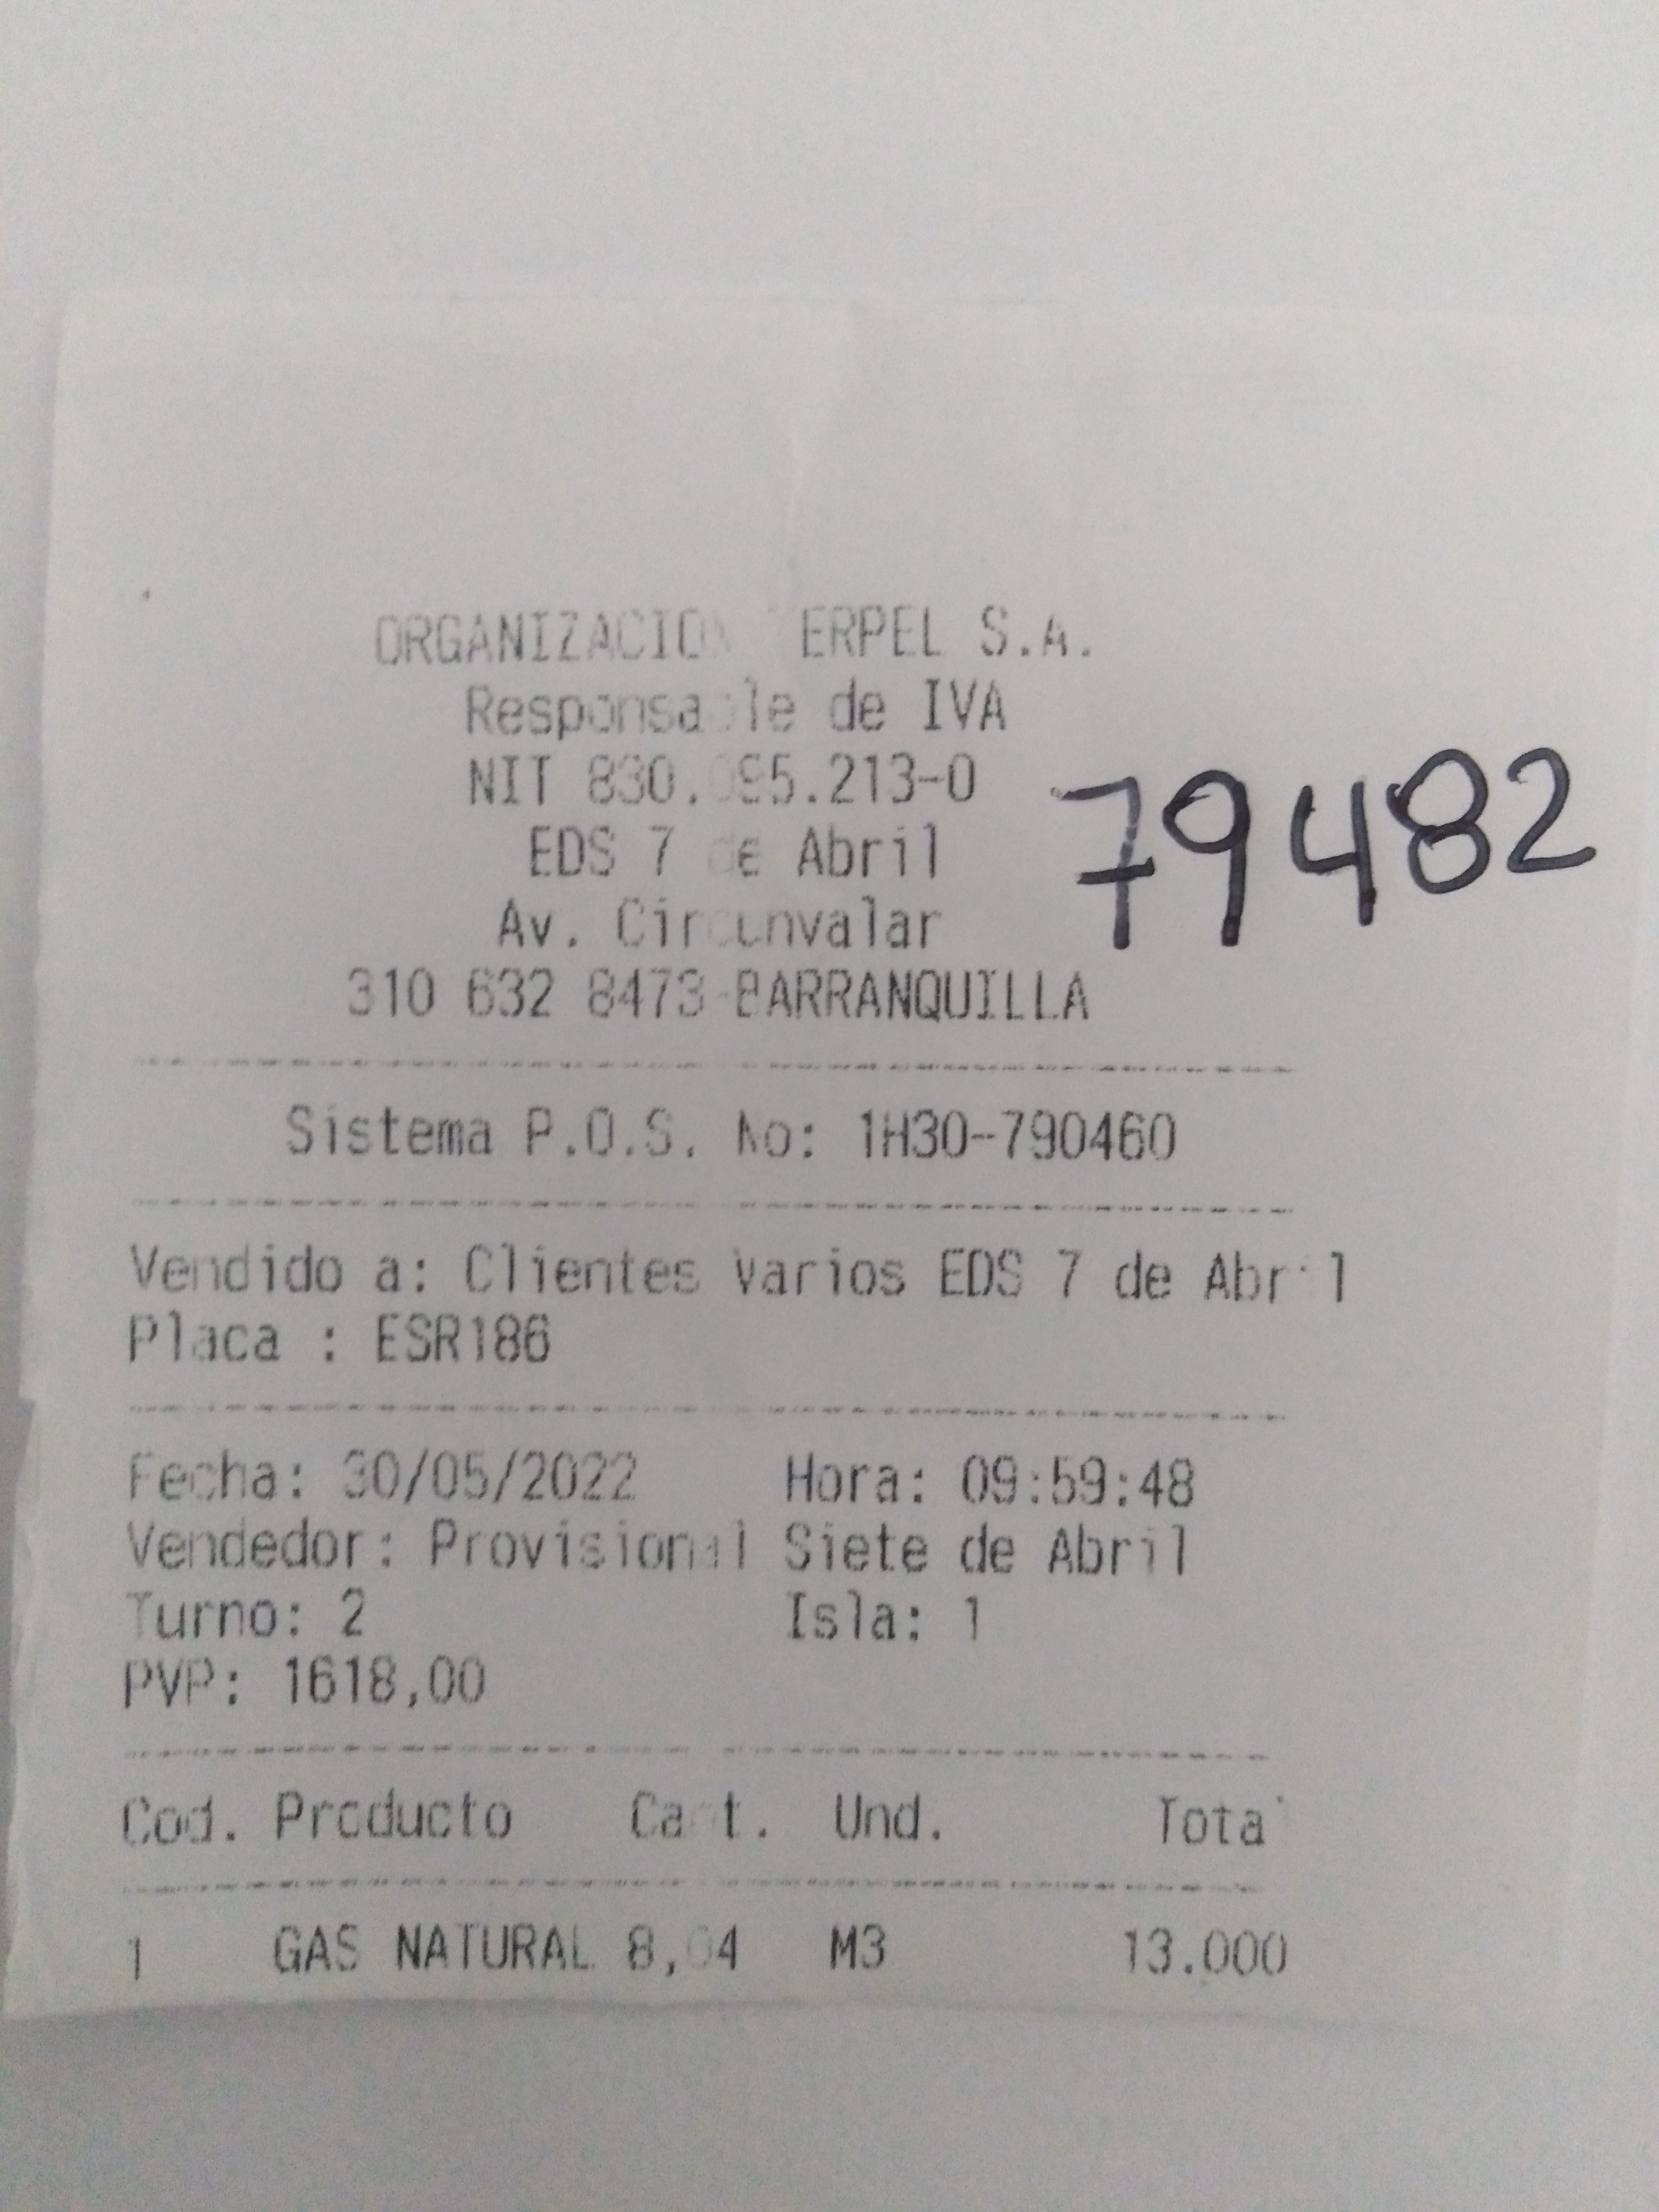 ORGANIZACION TERPEL S.A.
Responsable de IVA
NIT 830.095.213-0
EDS 7 de Abril
79482
Av. Circunvalar
310 632 8473-BARRANQUILLA
Sistema P.O.S. No: 1H30-790460
Vendido a: Clientes Varios EDS 7 de Abril
Placa : ESR186
Fecha: 30/05/2022 Hora: 09:59:48
Vendedor: Provisional Siete de Abril
Turno: 2 Isla: 1
PVP: 1618,00
Cod. Producto Cant. Und. Total
1 GAS NATURAL 8,04 M3 13.000